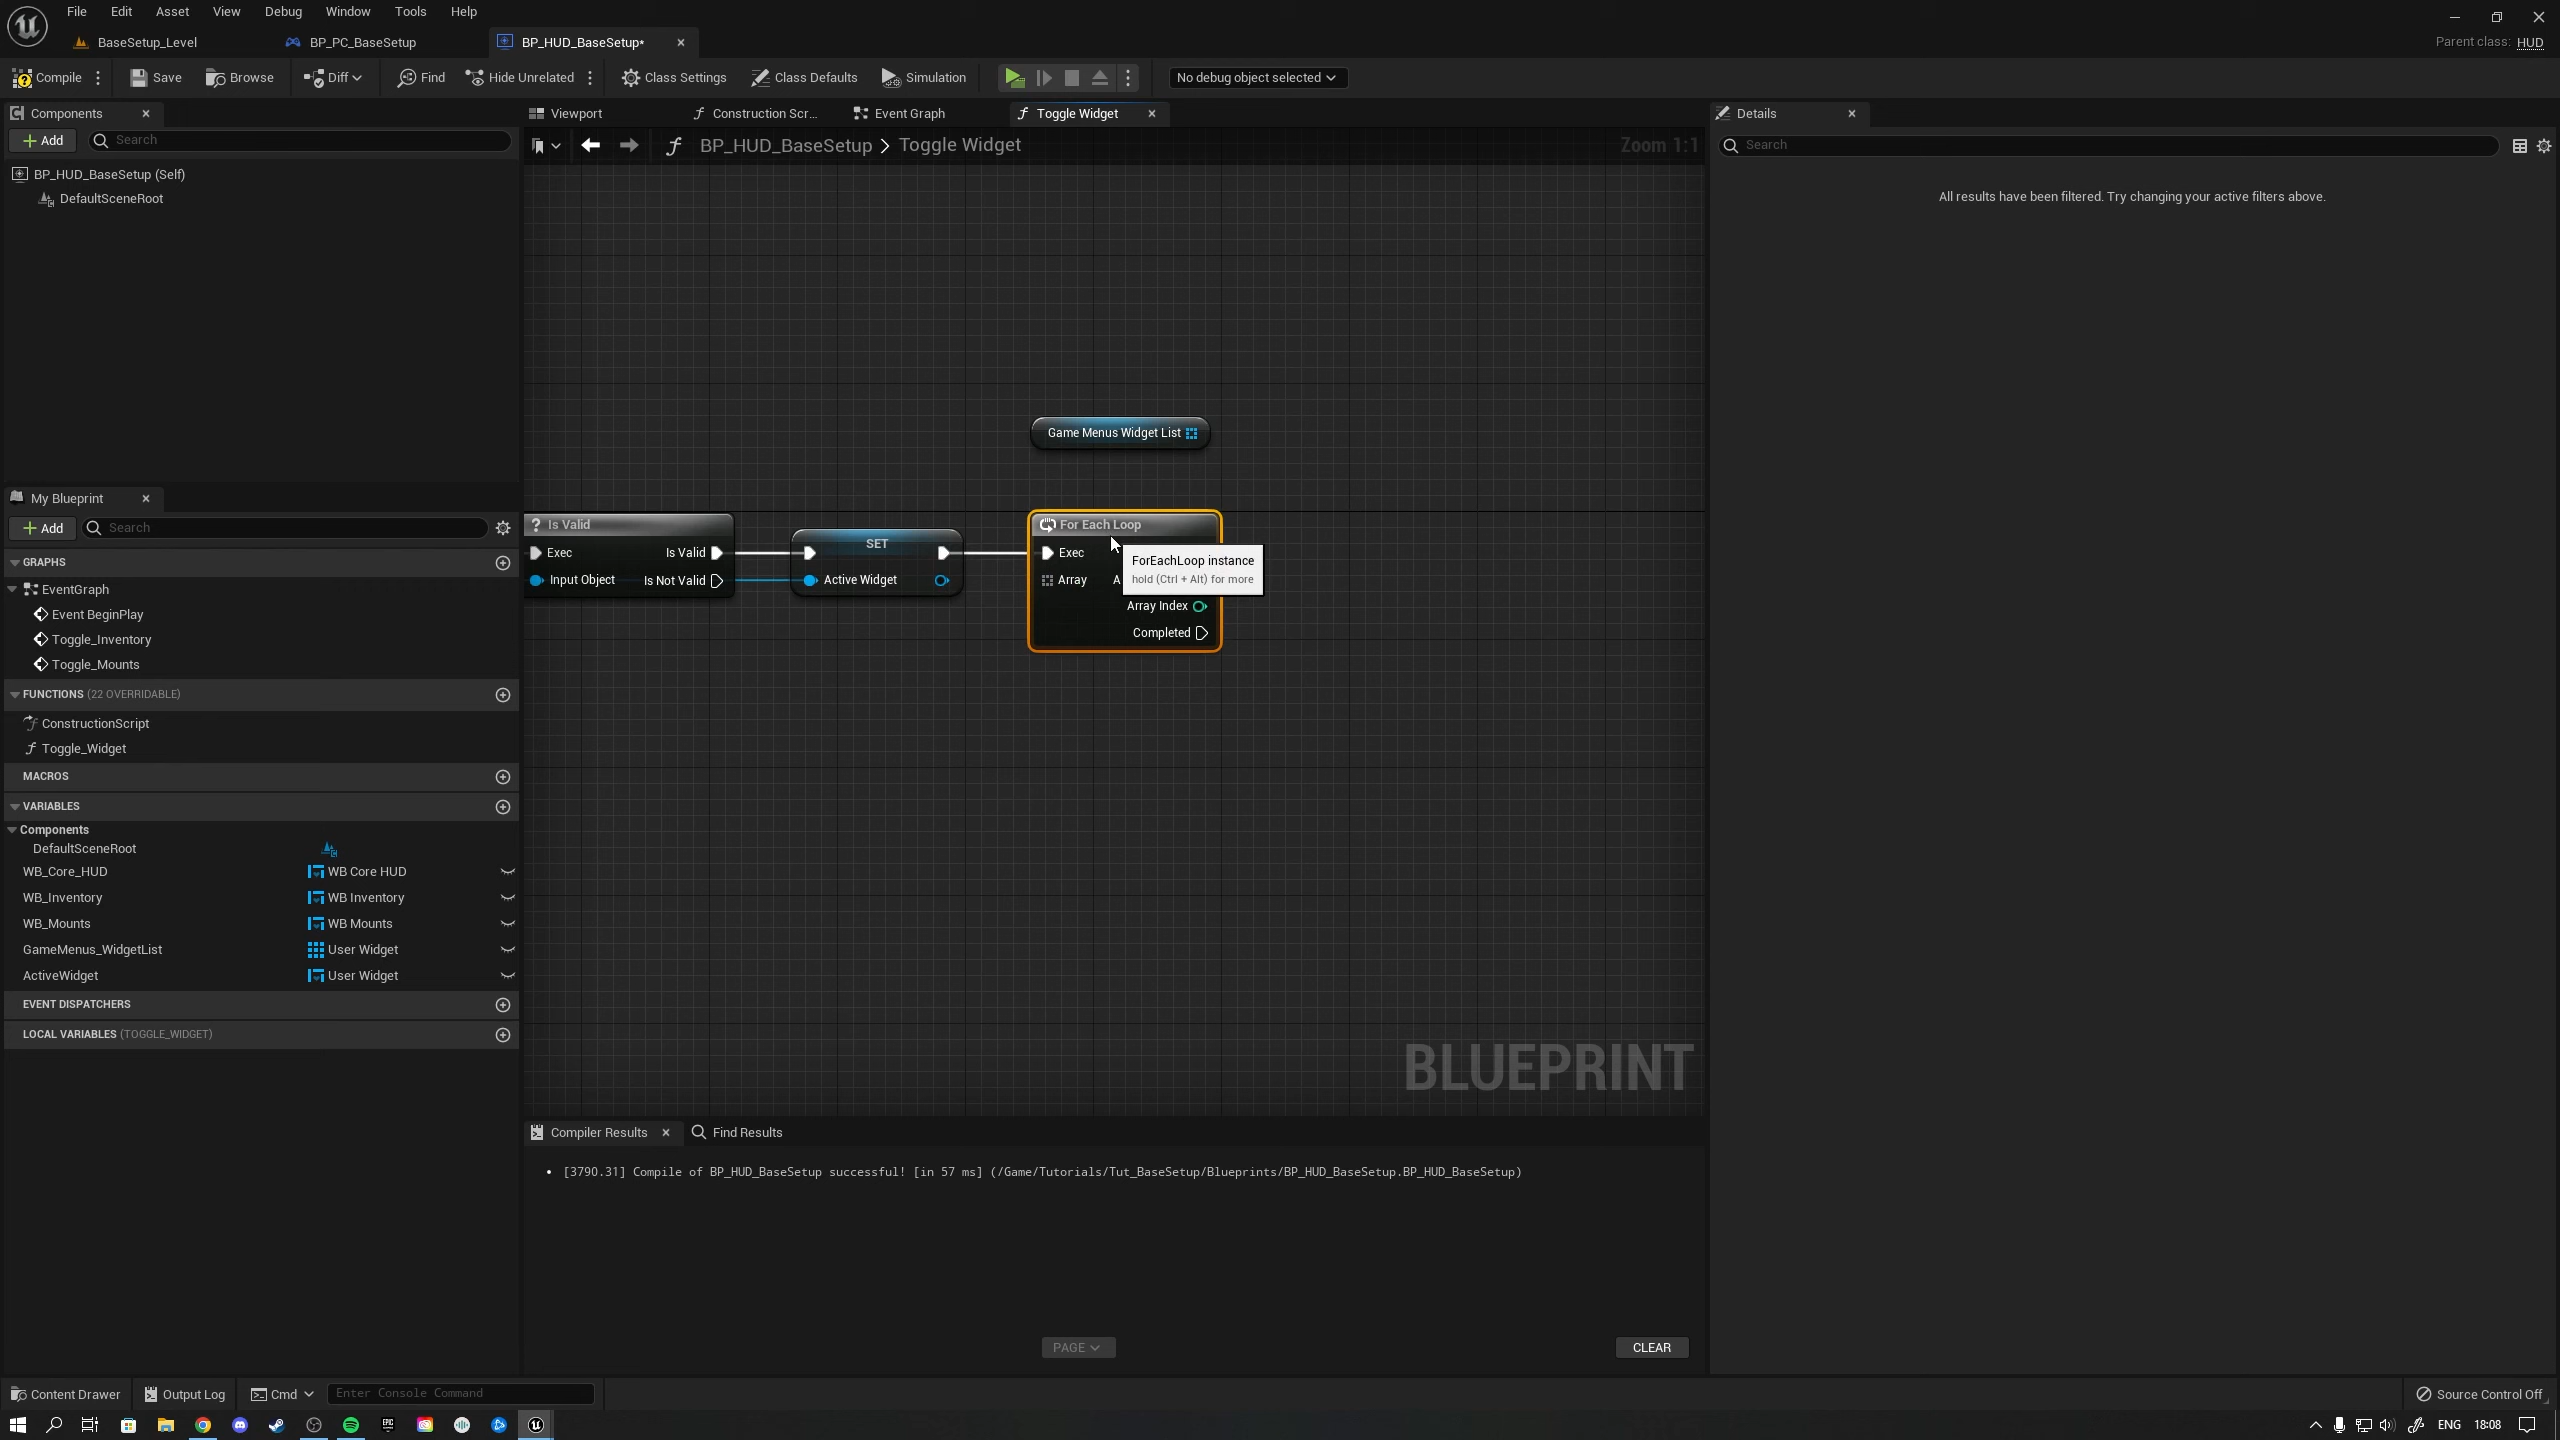 File Edit Asset View Debug Window Tools Help
BaseSetup_Level BP_PC_BaseSetup BP_HUD_BaseSetup*
Parent class: HUD
Compile Save Browse Diff Find Hide Unrelated Class Settings Class Defaults Simulation No debug object selected
Components
Add Search
BP_HUD_BaseSetup (Self)
DefaultSceneRoot
My Blueprint
Add Search
GRAPHS
EventGraph
Event BeginPlay
Toggle_Inventory
Toggle_Mounts
FUNCTIONS (22 OVERRIDABLE)
ConstructionScript
Toggle_Widget
MACROS
VARIABLES
Components
DefaultSceneRoot
WB_Core_HUD WB Core HUD
WB_Inventory WB Inventory
WB_Mounts WB Mounts
GameMenus_WidgetList User Widget
ActiveWidget User Widget
EVENT DISPATCHERS
LOCAL VARIABLES (TOGGLE_WIDGET)
Viewport Construction Scr... Event Graph Toggle Widget
BP_HUD_BaseSetup > Toggle Widget
Zoom 1:1
Game Menus Widget List
Is Valid
Exec Is Valid
Input Object Is Not Valid
SET
Active Widget
For Each Loop
Exec
Array A
Array Index
Completed
ForEachLoop instance
hold (Ctrl + Alt) for more
BLUEPRINT
Compiler Results Find Results
• [3790.31] Compile of BP_HUD_BaseSetup successful! [in 57 ms] (/Game/Tutorials/Tut_BaseSetup/Blueprints/BP_HUD_BaseSetup.BP_HUD_BaseSetup)
PAGE CLEAR
Details
Search
All results have been filtered. Try changing your active filters above.
Content Drawer Output Log Cmd Enter Console Command Source Control Off
EPIC
ENG 18:08